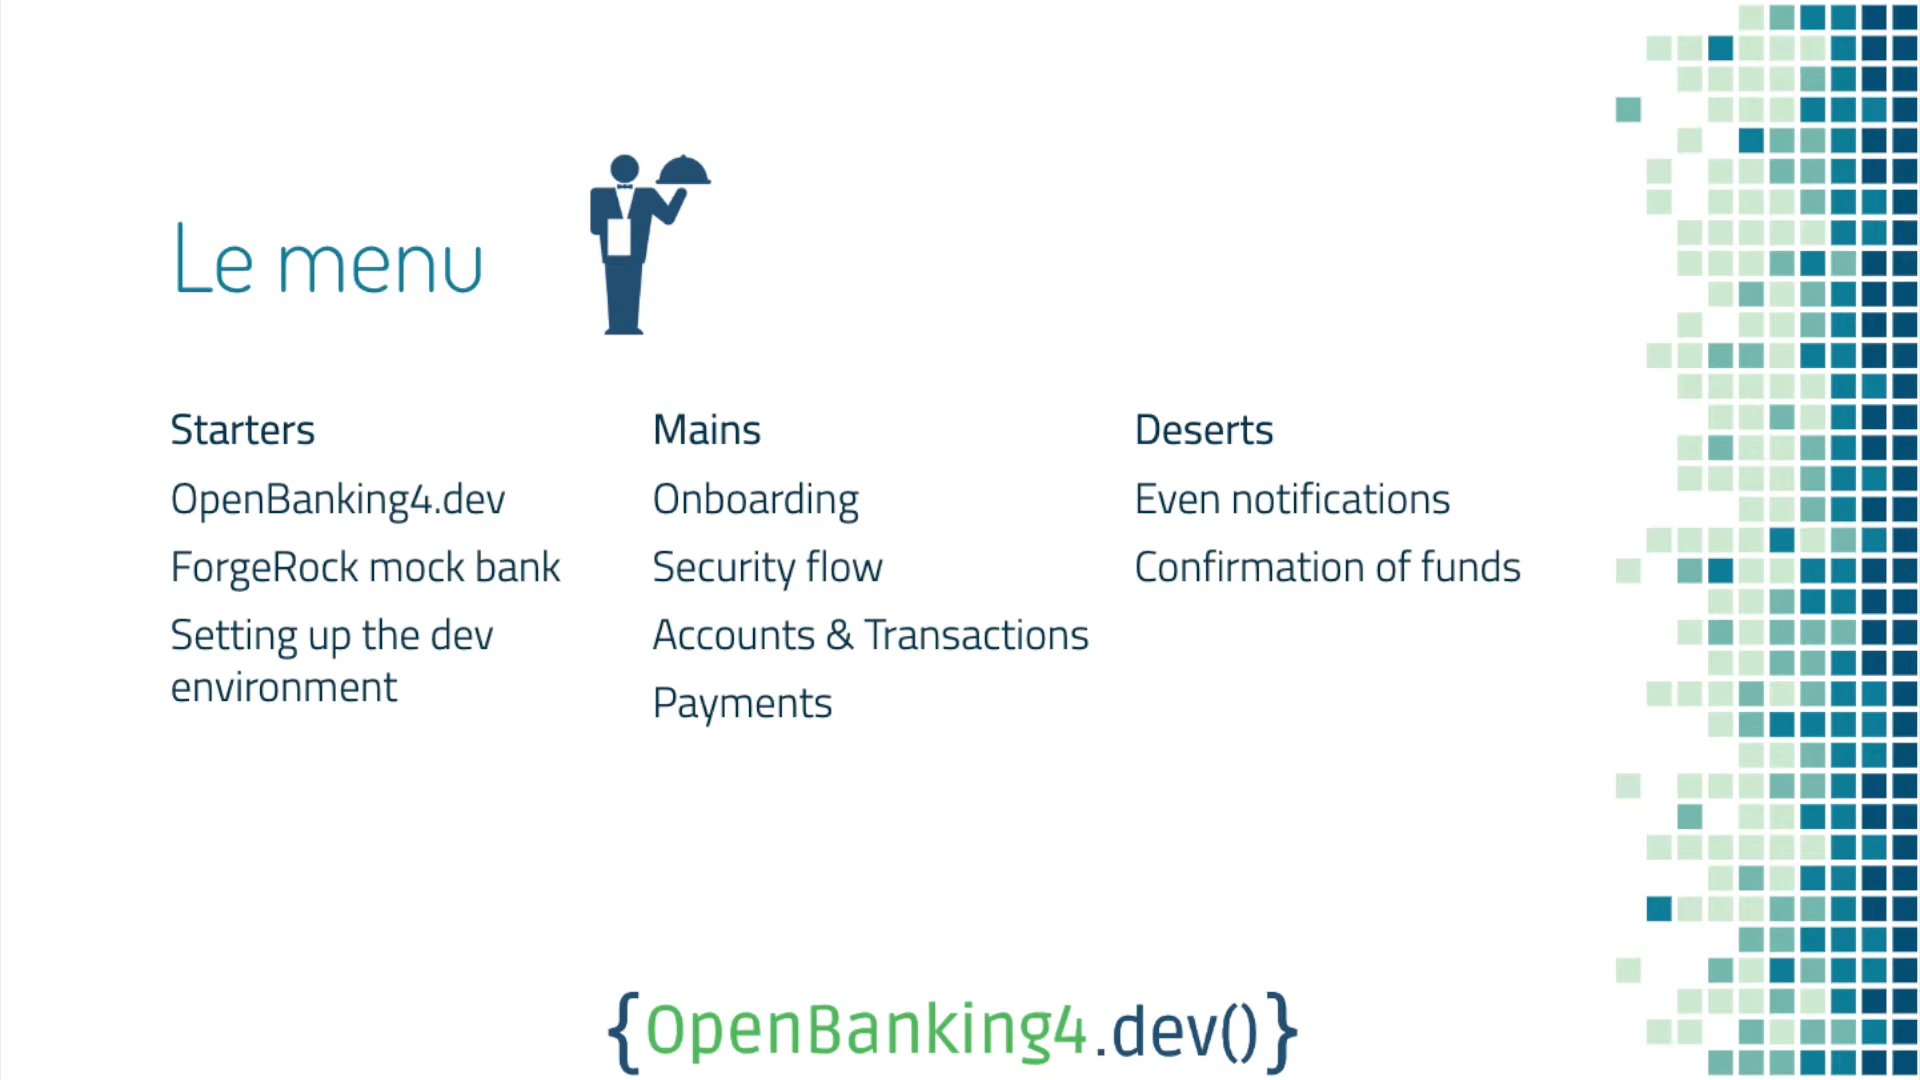 Le menu
Starters
OpenBanking4.dev
ForgeRock mock bank
Setting up the dev
environment
Mains
Onboarding
Security flow
Accounts & Transactions
Payments
Deserts
Even notifications
Confirmation of funds
{OpenBanking4.dev()}